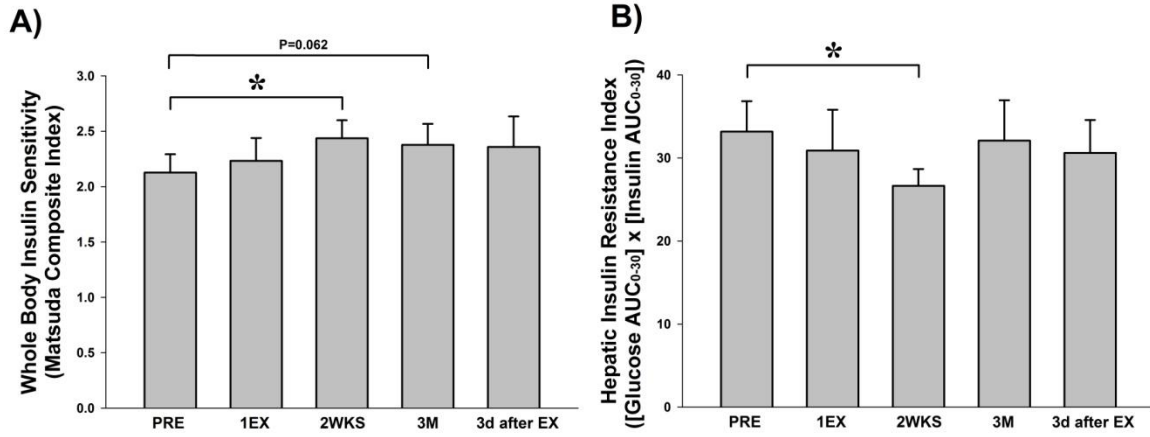 A)
P=0.062
*
Whole Body Insulin Sensitivity
(Matsuda Composite Index)
3.0
2.5
2.0
1.5
1.0
0.5
0.0
PRE 1EX 2WKS 3M 3d after EX
B)
*
Hepatic Insulin Resistance Index
([Glucose AUC0-30] x [Insulin AUC0-30])
40
30
20
10
0
PRE 1EX 2WKS 3M 3d after EX